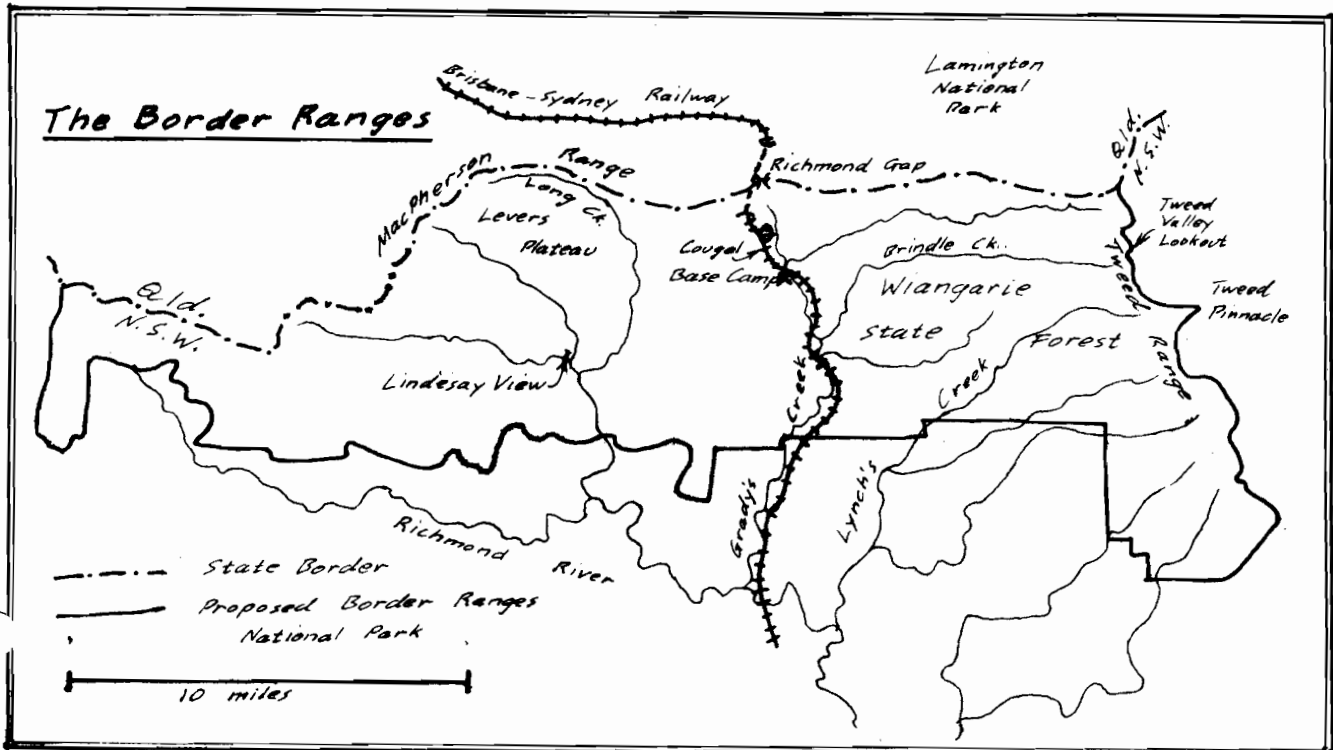 The Border Ranges
Brisbane - Sydney Railway
Lamington
National
Park
Qld.
N.S.W.
Macpherson Range
Richmond Gap
Long Ck.
Levers
Plateau
Cougal
Base Camp
Brindle Ck.
Tweed
Valley
Lookout
Tweed Range
Tweed
Pinnacle
Wiangarie
State Forest
Qld.
N.S.W.
Lindesay View
Grady's Creek
Lynch's Creek
Richmond River
State Border
Proposed Border Ranges
National Park
10 miles